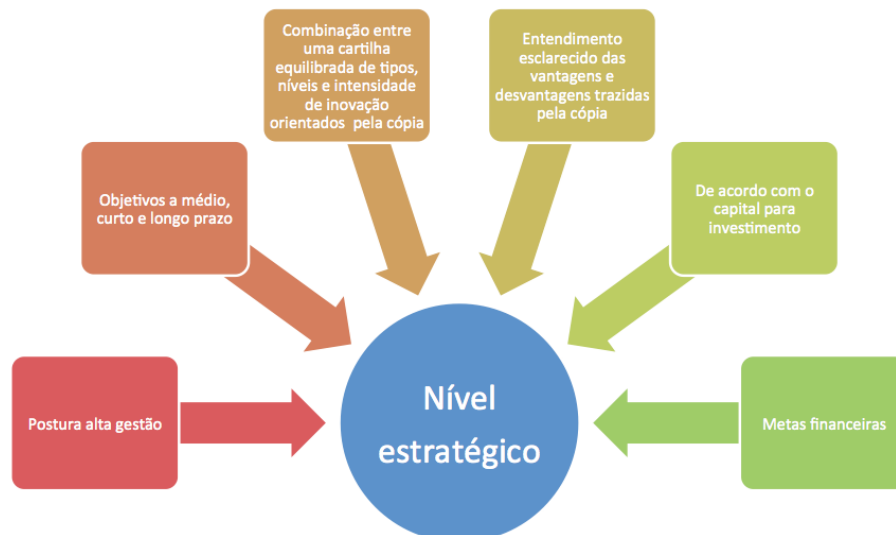 Combinação entre
uma cartilha
equilibrada de tipos,
níveis e intensidade
de inovação
orientados pela cópia
Entendimento
esclarecido das
vantagens e
desvantagens trazidas
pela cópia
Objetivos a médio,
curto e longo prazo
De acordo com o
capital para
investimento
Postura alta gestão
Nível
estratégico
Metas financeiras